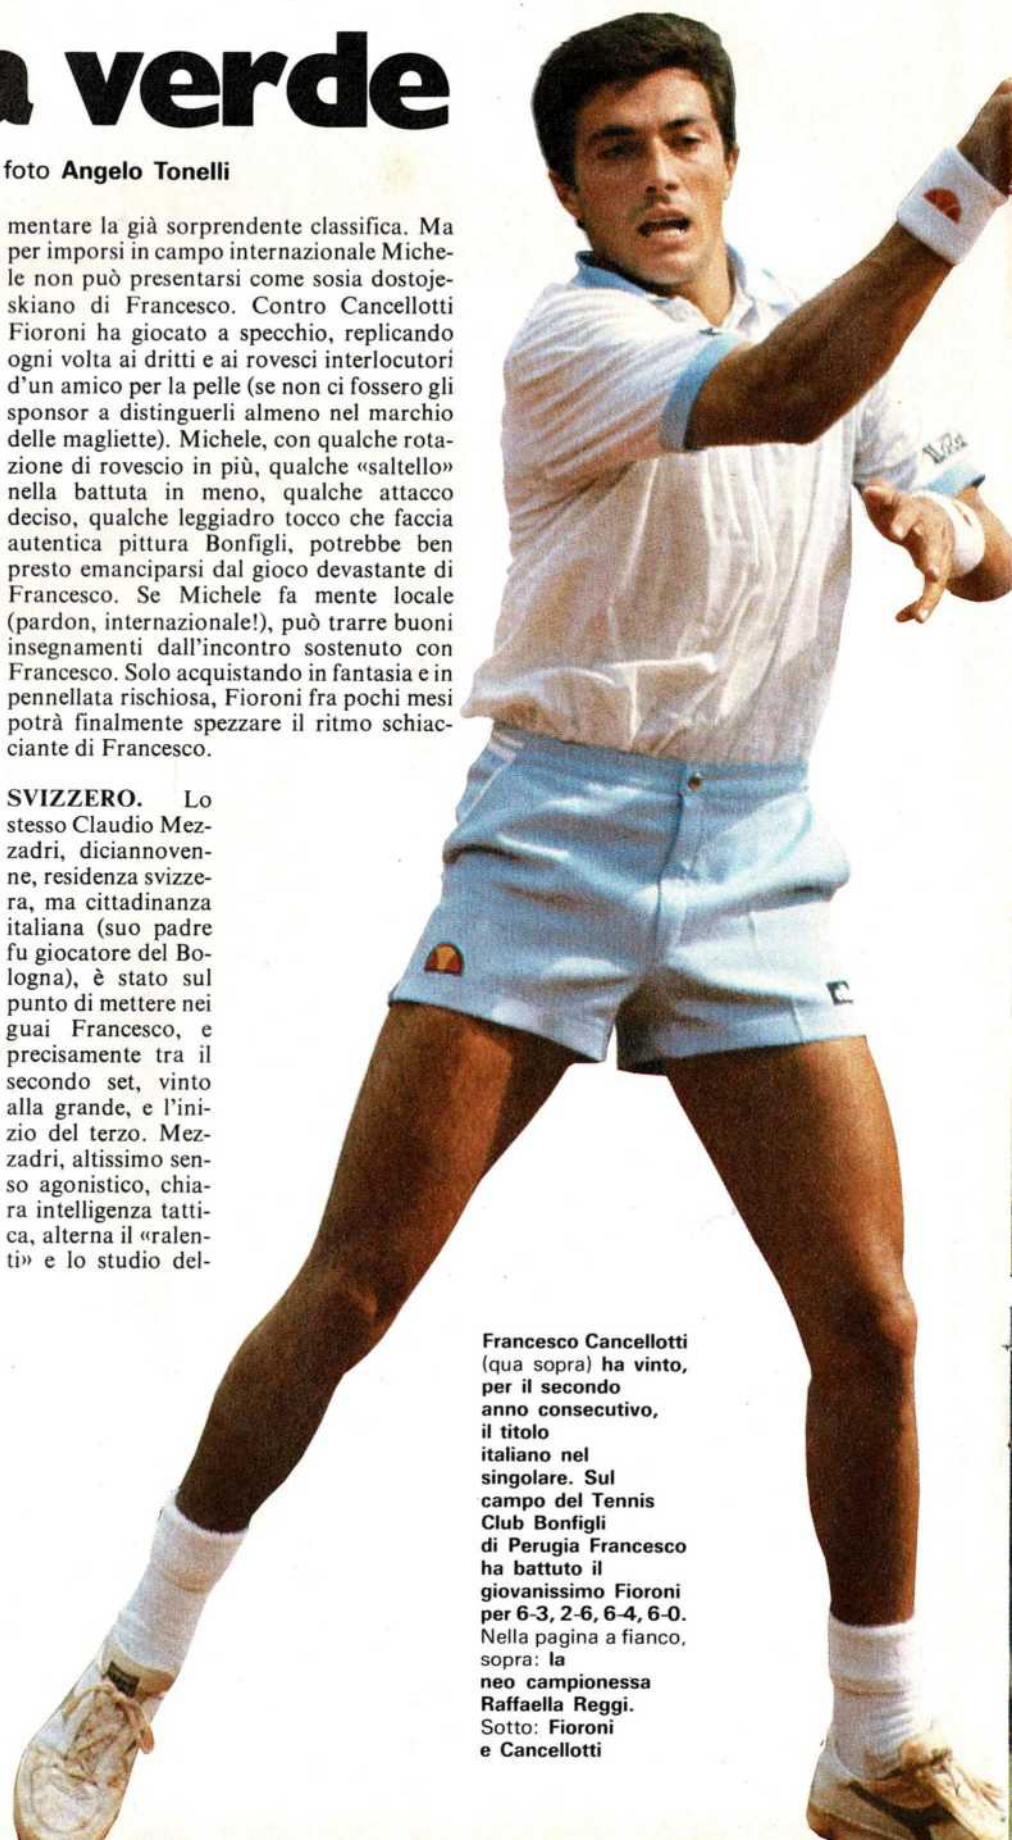 verde
foto Angelo Tonelli
mentare la già sorprendente classifica. Ma
per imporsi in campo internazionale Miche-
le non può presentarsi come sosia dostoje-
skiano di Francesco. Contro Cancellotti
Fioroni ha giocato a specchio, replicando
ogni volta ai dritti e ai rovesci interlocutori
d'un amico per la pelle (se non ci fossero gli
sponsor a distinguerli almeno nel marchio
delle magliette). Michele, con qualche rota-
zione di rovescio in più, qualche «saltello»
nella battuta in meno, qualche attacco
deciso, qualche leggiadro tocco che faccia
autentica pittura Bonfigli, potrebbe ben
presto emanciparsi dal gioco devastante di
Francesco. Se Michele fa mente locale
(pardon, internazionale!), può trarre buoni
insegnamenti dall'incontro sostenuto con
Francesco. Solo acquistando in fantasia e in
pennellata rischiosa, Fioroni fra pochi mesi
potrà finalmente spezzare il ritmo schiac-
ciante di Francesco.
SVIZZERO. Lo
stesso Claudio Mez-
zadri, diciannoven-
ne, residenza svizze-
ra, ma cittadinanza
italiana (suo padre
fu giocatore del Bo-
logna), è stato sul
punto di mettere nei
guai Francesco, e
precisamente tra il
secondo set, vinto
alla grande, e l'ini-
zio del terzo. Mez-
zadri, altissimo sen-
so agonistico, chia-
ra intelligenza tatti-
ca, alterna il «ralen-
ti» e lo studio del-
Francesco Cancellotti
(qua sopra) ha vinto,
per il secondo
anno consecutivo,
il titolo
italiano nel
singolare. Sul
campo del Tennis
Club Bonfigli
di Perugia Francesco
ha battuto il
giovanissimo Fioroni
per 6-3, 2-6, 6-4, 6-0.
Nella pagina a fianco,
sopra: la
neo campionessa
Raffaella Reggi.
Sotto: Fioroni
e Cancellotti